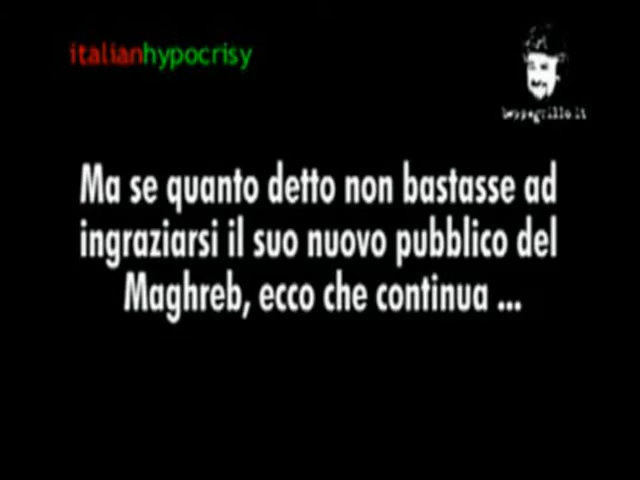 italianhypocrisy
beppegrillo.it
Ma se quanto detto non bastasse ad
ingraziarsi il suo nuovo pubblico del
Maghreb, ecco che continua ...